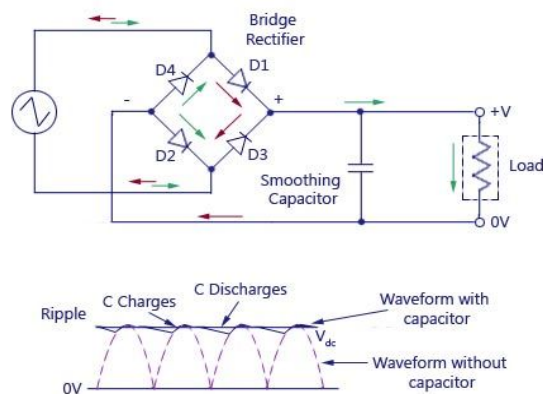 Bridge
Rectifier
D4
D1
-
+
D2
D3
+V
Smoothing
Capacitor
Load
0V
C Charges
C Discharges
Ripple
Waveform with
capacitor
Vdc
Waveform without
capacitor
0V